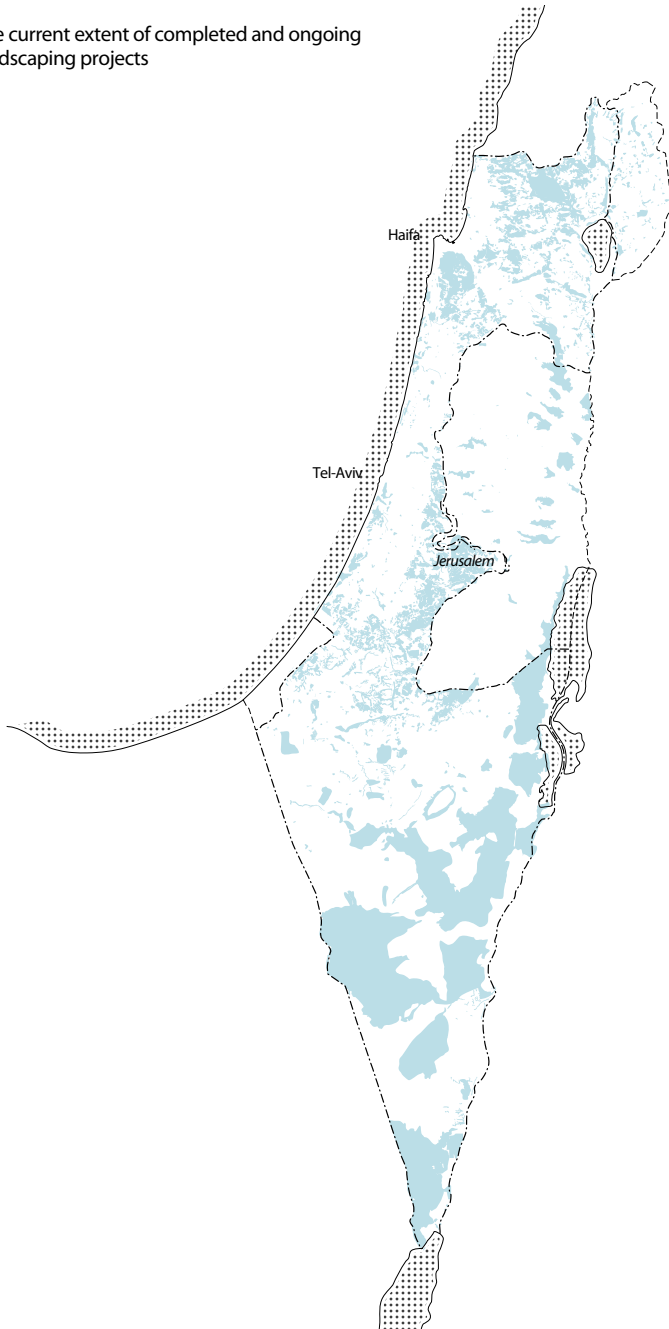 e current extent of completed and ongoing
dscaping projects
Haifa
Tel-Aviv
Jerusalem